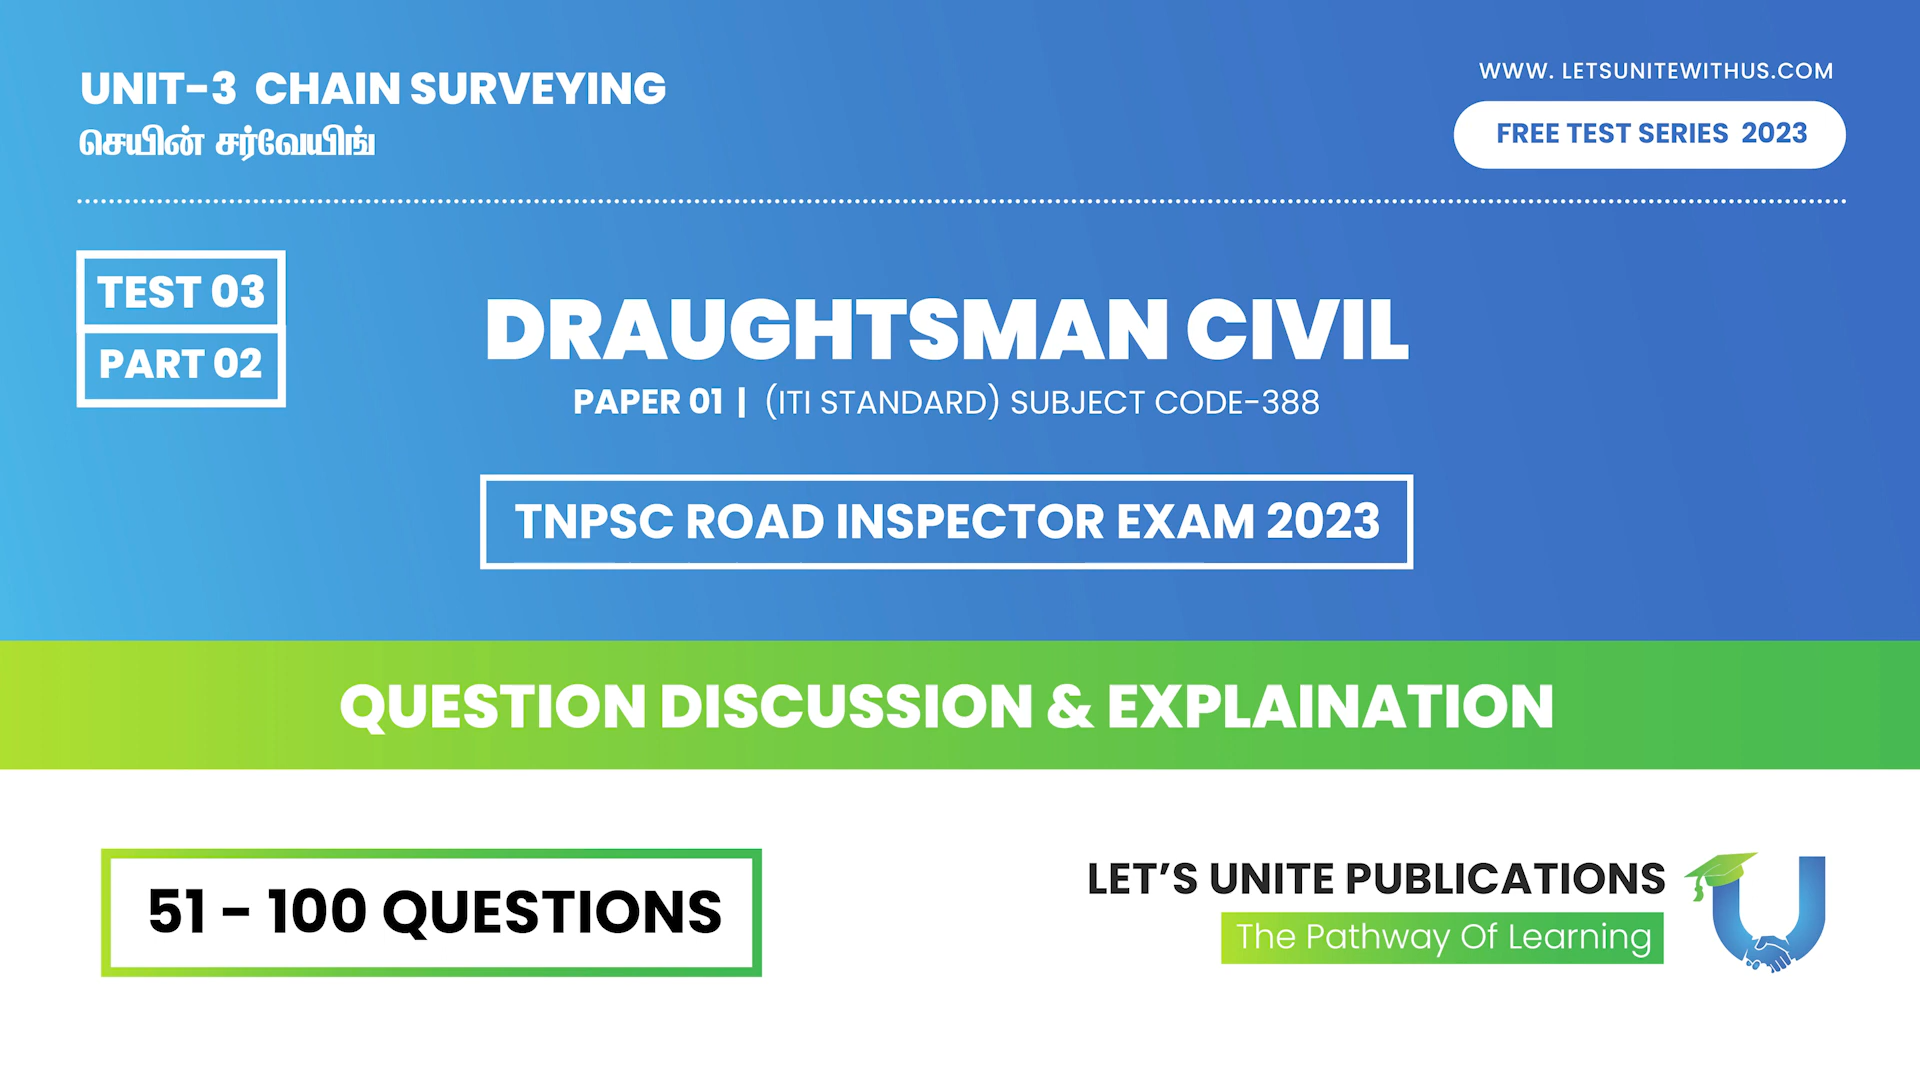 UNIT-3 CHAIN SURVEYING
செயின் சர்வேயிங்
WWW. LETSUNITEWITHUS.COM
FREE TEST SERIES 2023
TEST 03
PART 02
DRAUGHTSMAN CIVIL
PAPER 01 | (ITI STANDARD) SUBJECT CODE-388
TNPSC ROAD INSPECTOR EXAM 2023
QUESTION DISCUSSION & EXPLAINATION
51 - 100 QUESTIONS
LET'S UNITE PUBLICATIONS
The Pathway Of Learning